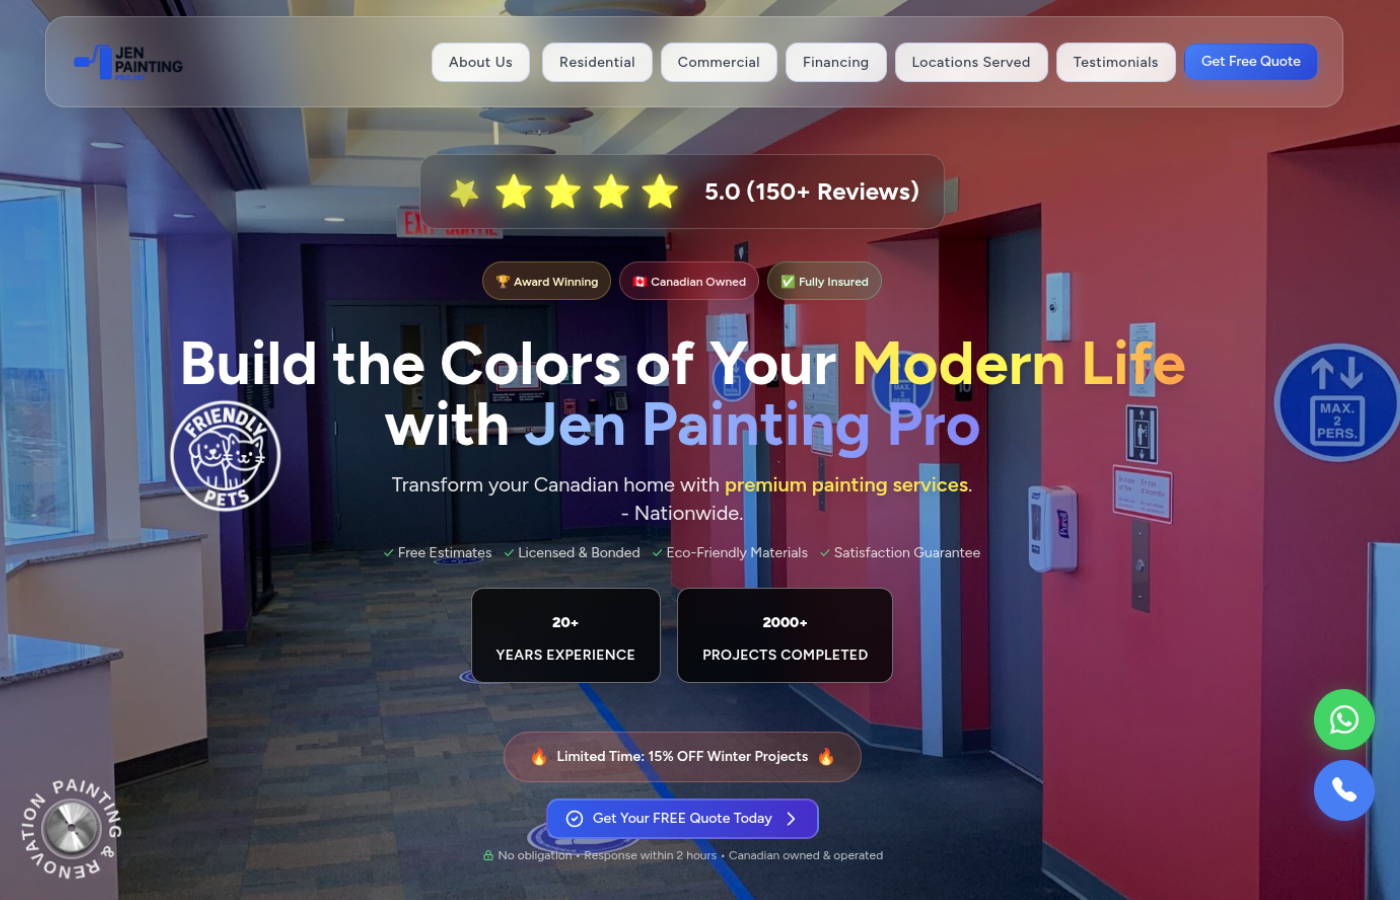 JEN
PAINTING
About Us
Residential
Commercial
Financing
Locations Served
Testimonials
Get Free Quote
5.0 (150+ Reviews)
EXIT SORTIE
Award Winning
Canadian Owned
Fully Insured
Build the Colors of Your Modern Life
with Jen Painting Pro
FRIENDLY
PETS
Transform your Canadian home with premium painting services.
- Nationwide.
Free Estimates
Licensed & Bonded
Eco-Friendly Materials
Satisfaction Guarantee
20+
YEARS EXPERIENCE
2000+
PROJECTS COMPLETED
MAX.
2
PERS.
Limited Time: 15% OFF Winter Projects
Get Your FREE Quote Today
No obligation • Response within 2 hours • Canadian owned & operated
PAINTING & RENOVATION